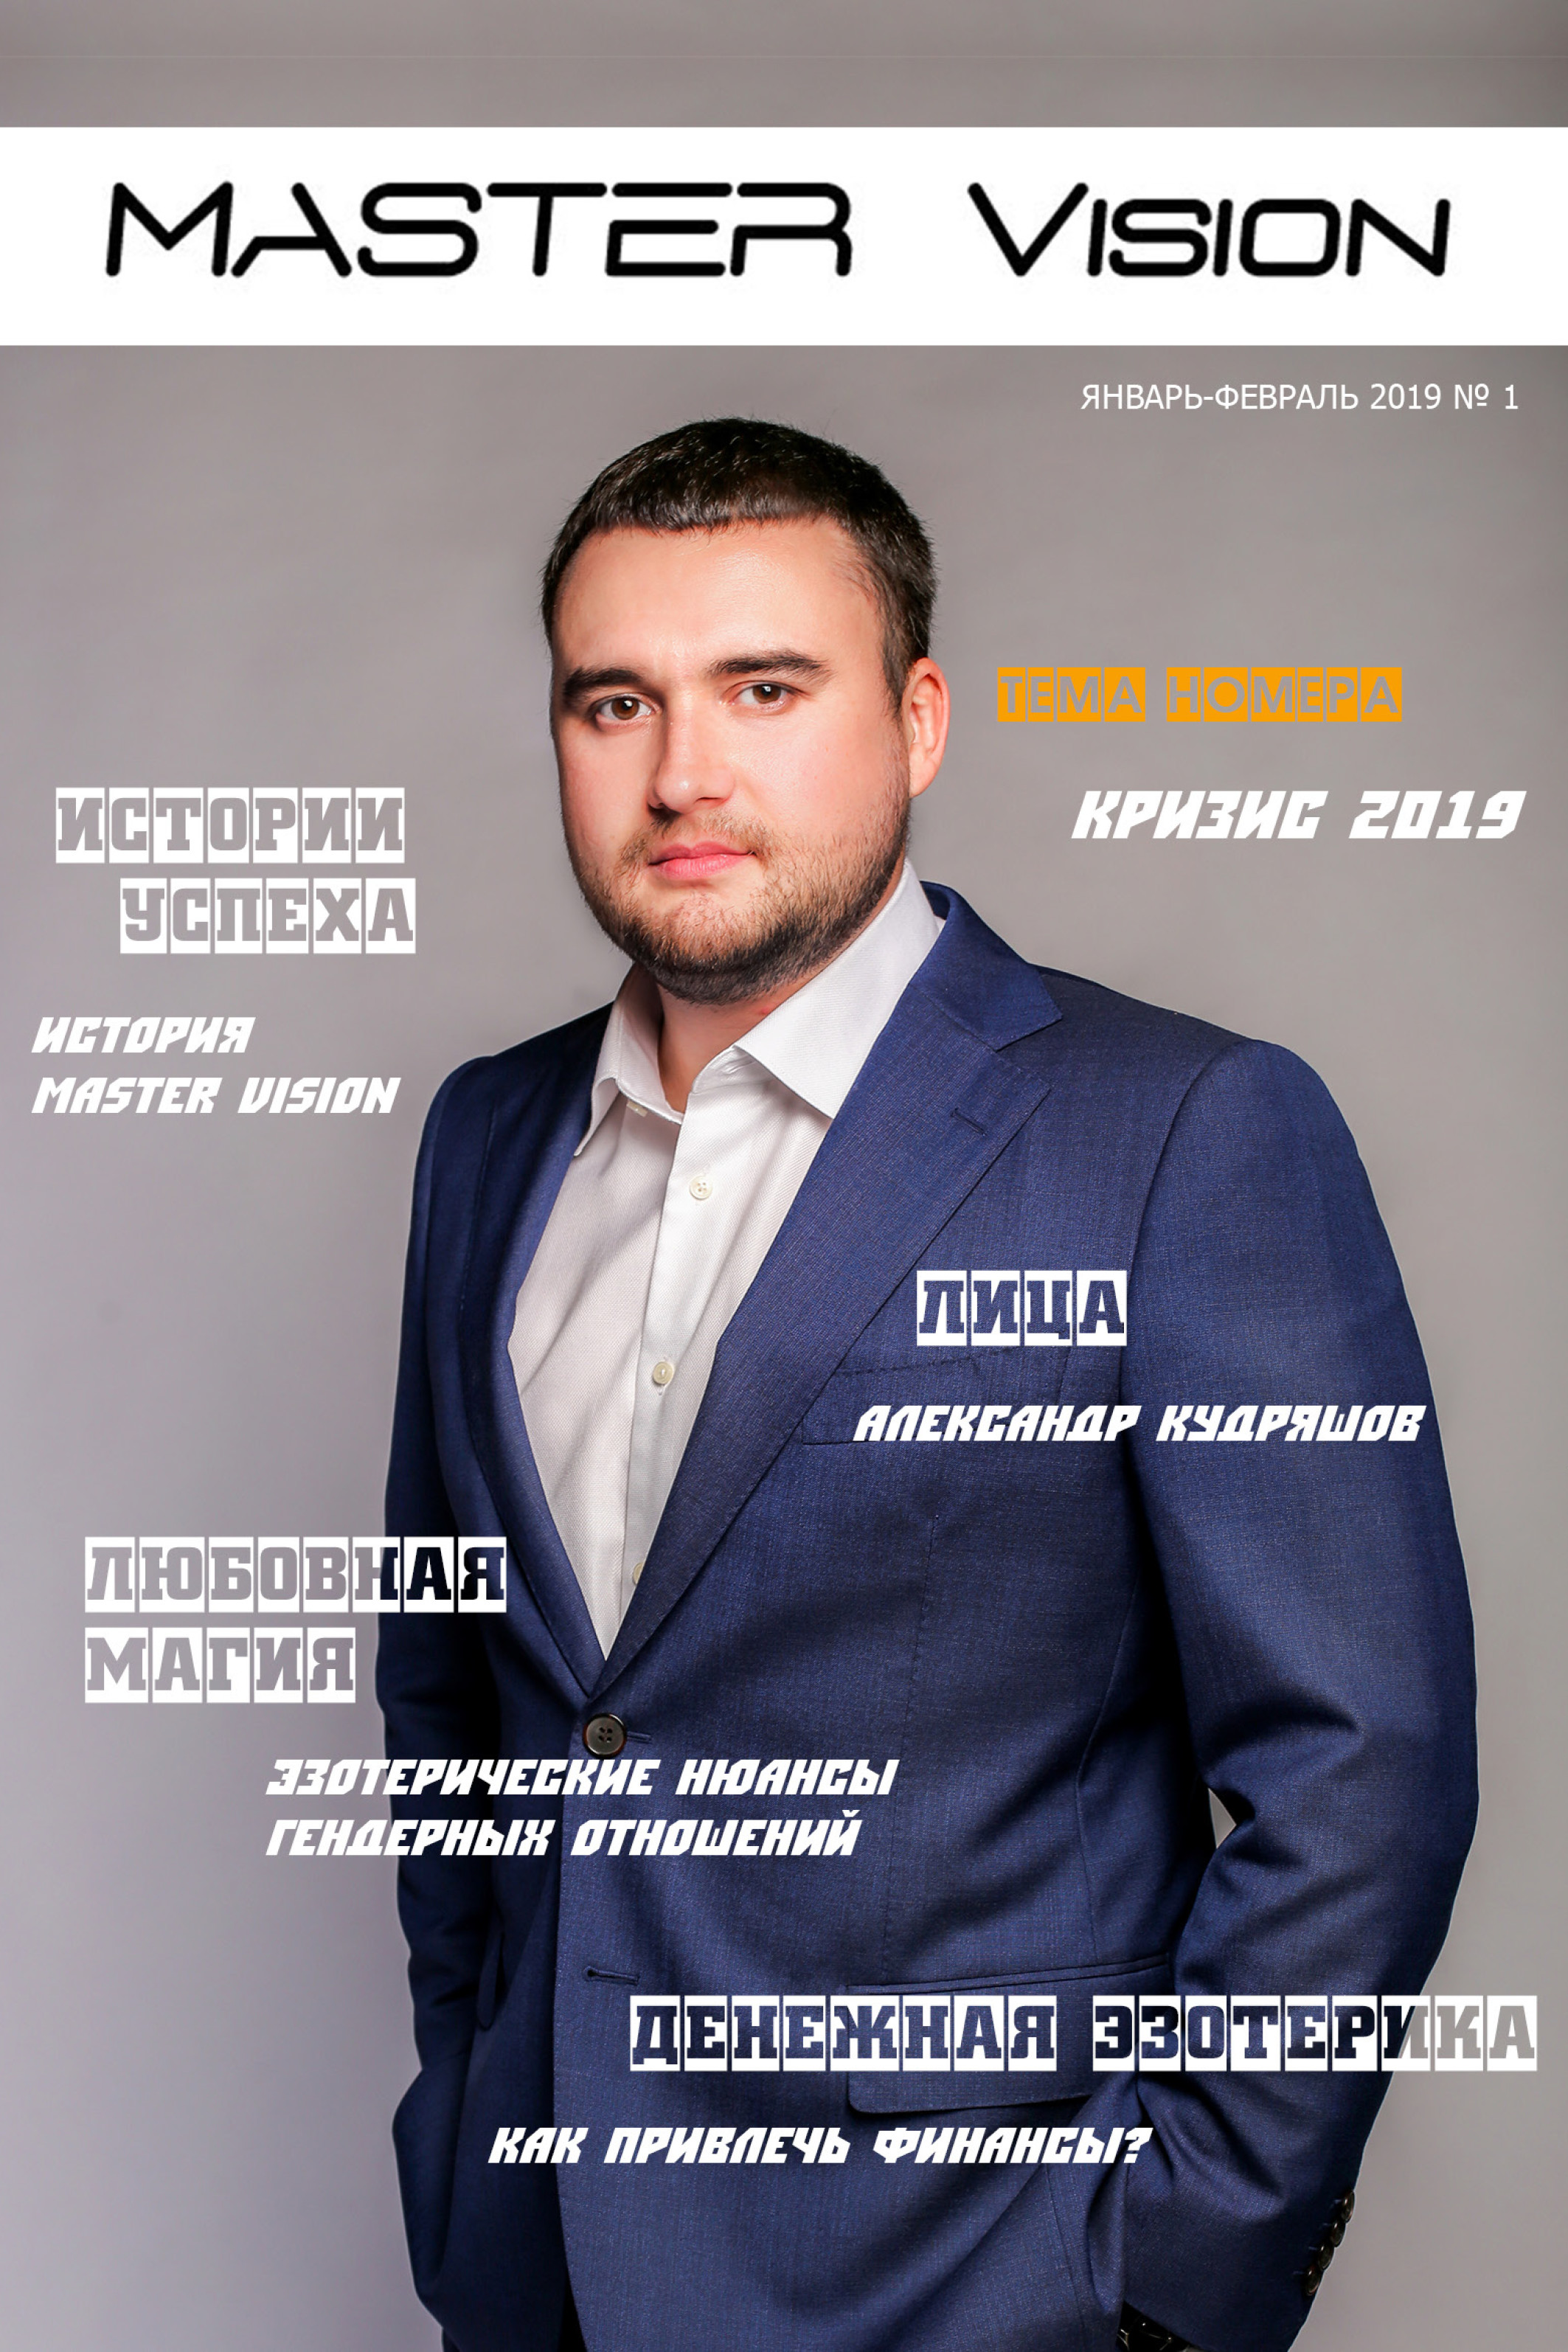 MASTER VISION
ЯНВАРЬ-ФЕВРАЛЬ 2019 № 1
ТЕМА НОМЕРА
КРИЗИС 2019
ИСТОРИИ
УСПЕХА
ИСТОРИЯ
MASTER VISION
ЛИЦА
АЛЕКСАНДР КУДРЯШОВ
ЛЮБОВНАЯ
МАГИЯ
ЭЗОТЕРИЧЕСКИЕ НЮАНСЫ
ГЕНДЕРНЫХ ОТНОШЕНИЙ
ДЕНЕЖНАЯ ЭЗОТЕРИКА
КАК ПРИВЛЕЧЬ ФИНАНСЫ?